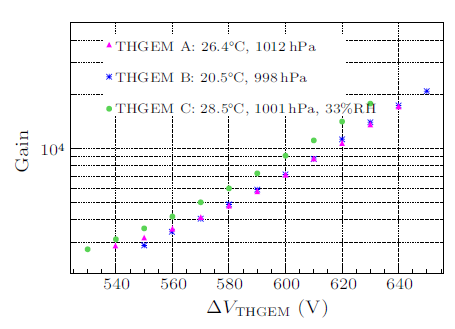 THGEM A: 26.4°C, 1012 hPa
THGEM B: 20.5°C, 998 hPa
THGEM C: 28.5°C, 1001 hPa, 33%RH
Gain
10⁴
540 560 580 600 620 640
ΔV_THGEM (V)